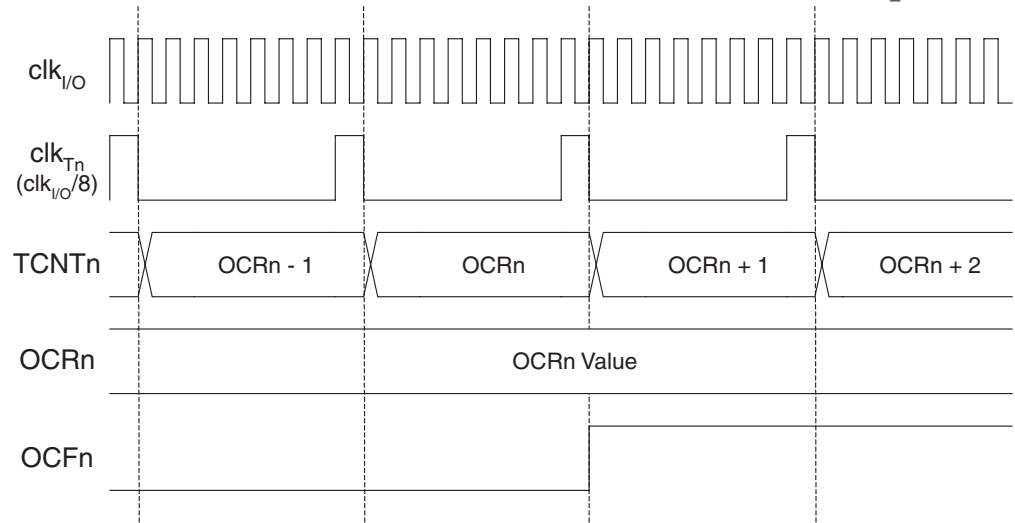 clkI/O
clkTn
(clkI/O/8)
TCNTn OCRn - 1 OCRn OCRn + 1 OCRn + 2
OCRn OCRn Value
OCFn